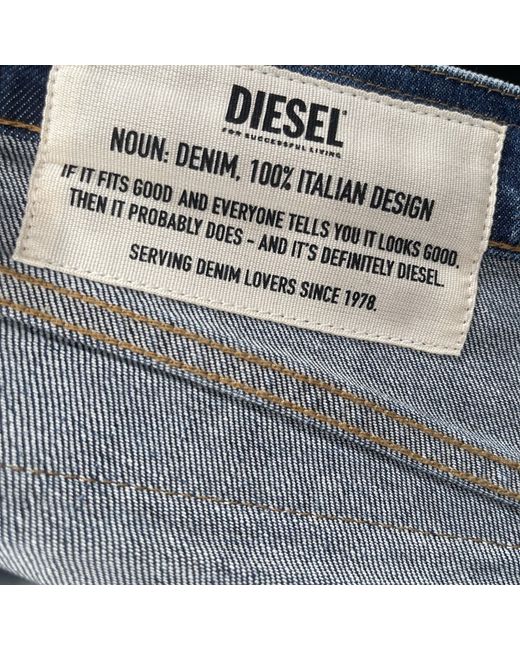 DIESEL
FOR SUCCESSFUL LIVING
NOUN: DENIM, 100% ITALIAN DESIGN
IF IT FITS GOOD AND EVERYONE TELLS YOU IT LOOKS GOOD,
THEN IT PROBABLY DOES - AND IT'S DEFINITELY DIESEL.
SERVING DENIM LOVERS SINCE 1978.